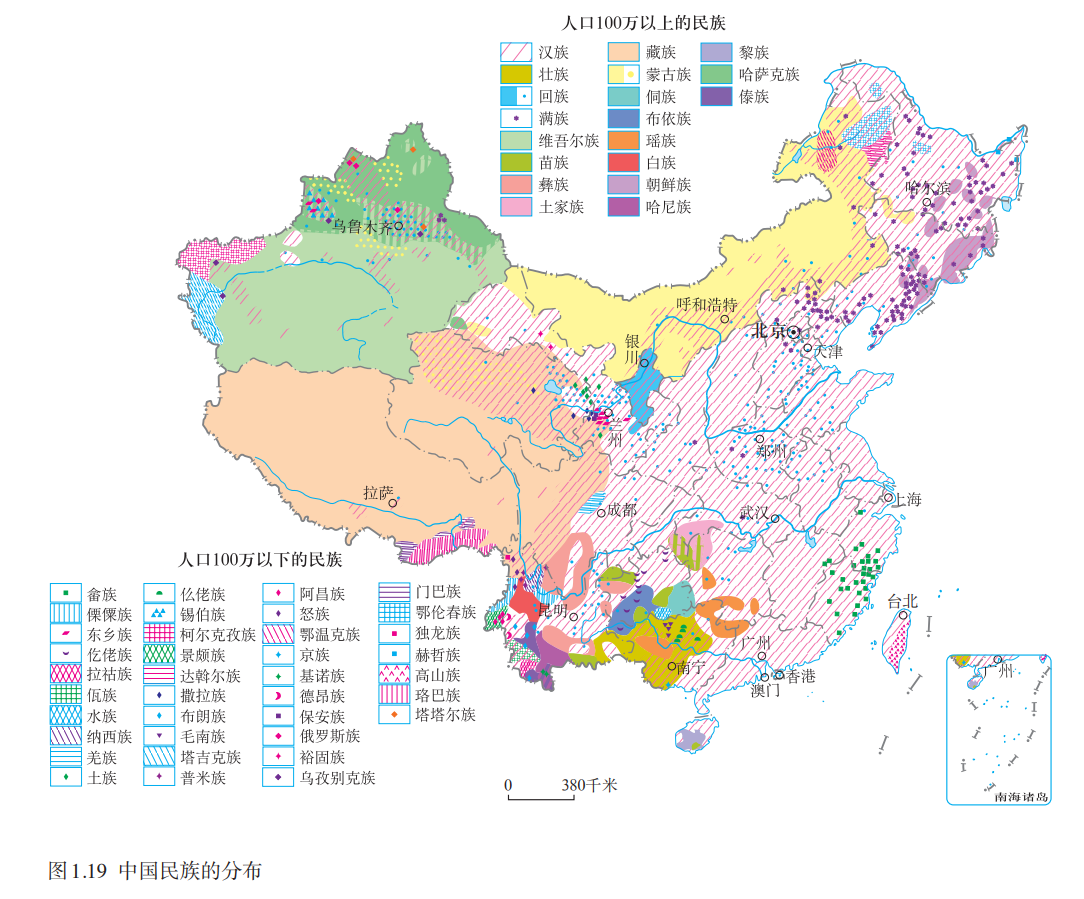 人口100万以上的民族
汉族 藏族 黎族
壮族 蒙古族 哈萨克族
回族 侗族 傣族
满族 布依族
维吾尔族 瑶族
苗族 白族
彝族 朝鲜族
土家族 哈尼族
哈尔滨
乌鲁木齐
呼和浩特
北京
银川
天津
兰州
郑州
拉萨
成都
武汉
上海
昆明
台北
广州
南宁
香港
澳门
人口100万以下的民族
畲族 仫佬族 阿昌族 门巴族
傈僳族 锡伯族 怒族 鄂伦春族
东乡族 柯尔克孜族 鄂温克族 独龙族
仡佬族 景颇族 京族 赫哲族
拉祜族 达斡尔族 基诺族 高山族
佤族 撒拉族 德昂族 珞巴族
水族 布朗族 保安族 塔塔尔族
纳西族 毛南族 俄罗斯族
羌族 塔吉克族 裕固族
土族 普米族 乌孜别克族
0 380千米
广州
南海诸岛
图1.19 中国民族的分布